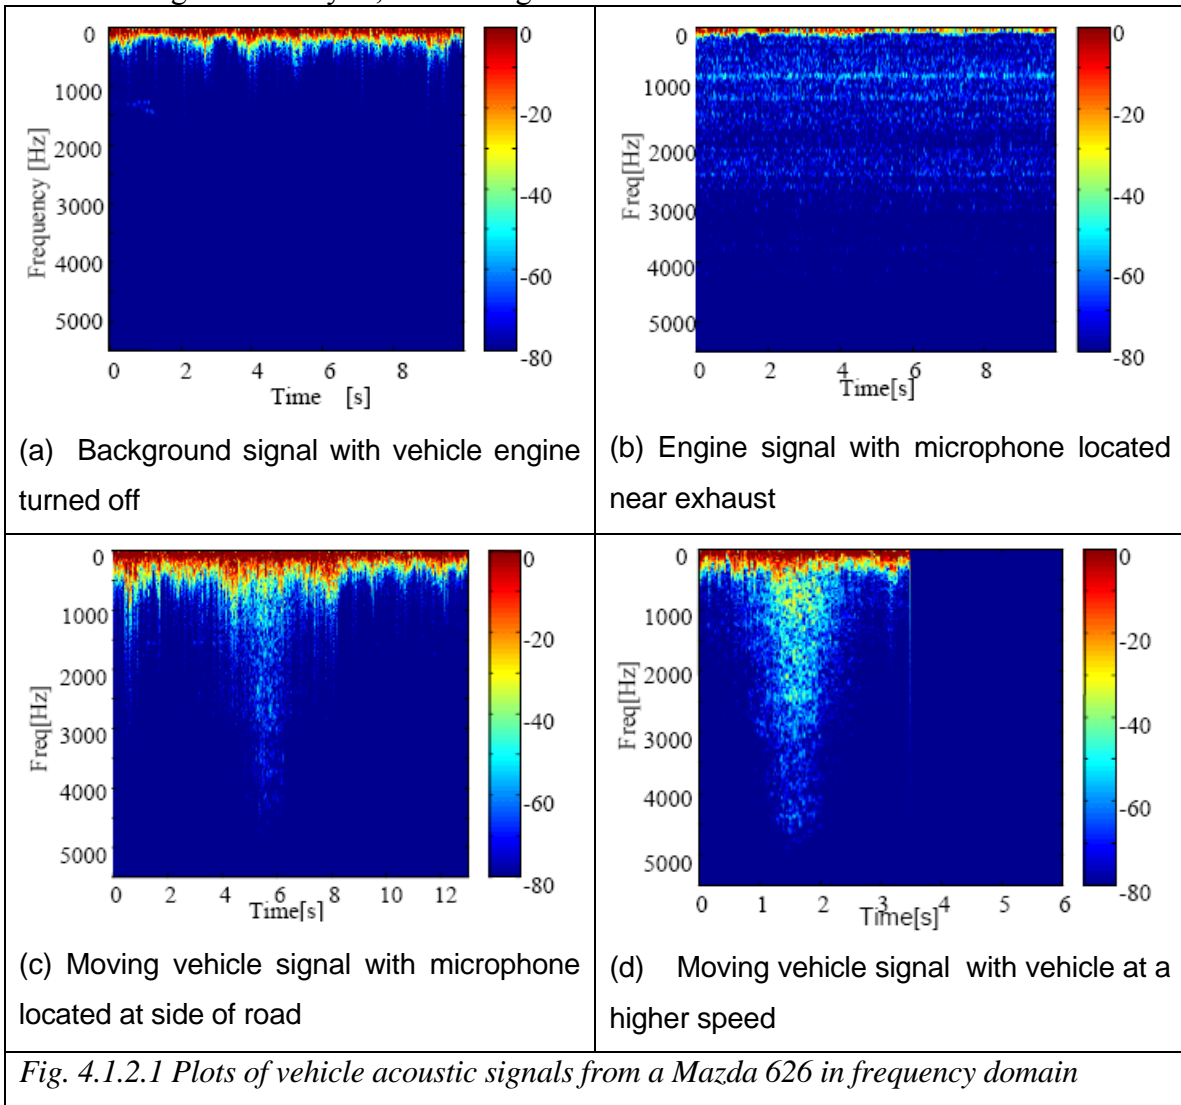 0
1000
2000
3000
4000
5000
Frequency [Hz]
0 2 4 6 8
Time [s]
0
-20
-40
-60
-80
(a) Background signal with vehicle engine
turned off
0
1000
2000
3000
4000
5000
Freq[Hz]
0 2 4 6 8
Time[s]
0
-20
-40
-60
-80
(b) Engine signal with microphone located
near exhaust
0
1000
2000
3000
4000
5000
Freq[Hz]
0 2 4 6 8 10 12
Time[s]
0
-20
-40
-60
-80
(c) Moving vehicle signal with microphone
located at side of road
0
1000
2000
3000
4000
5000
Freq[Hz]
0 1 2 3 4 5 6
Time[s]
0
-20
-40
-60
-80
(d) Moving vehicle signal with vehicle at a
higher speed
Fig. 4.1.2.1 Plots of vehicle acoustic signals from a Mazda 626 in frequency domain